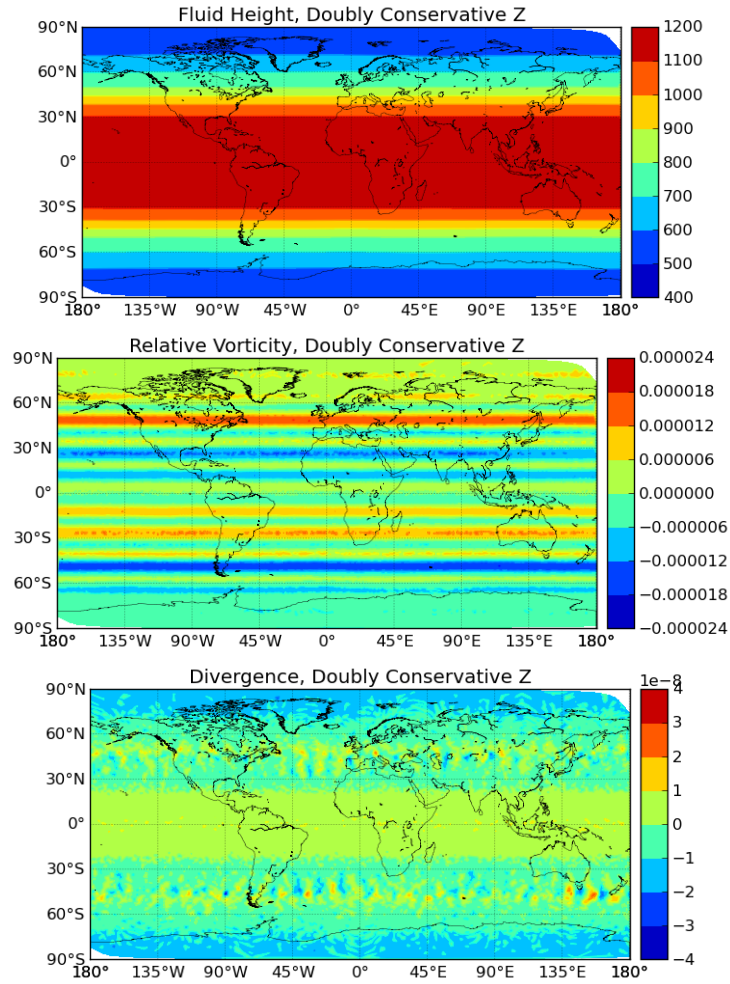 Fluid Height, Doubly Conservative Z
90°N
60°N
30°N
0°
30°S
60°S
90°S
180° 135°W 90°W 45°W 0° 45°E 90°E 135°E 180°
1200
1100
1000
900
800
700
600
500
400
Relative Vorticity, Doubly Conservative Z
90°N
60°N
30°N
0°
30°S
60°S
90°S
180° 135°W 90°W 45°W 0° 45°E 90°E 135°E 180°
0.000024
0.000018
0.000012
0.000006
0.000000
−0.000006
−0.000012
−0.000018
−0.000024
Divergence, Doubly Conservative Z
90°N
60°N
30°N
0°
30°S
60°S
90°S
180° 135°W 90°W 45°W 0° 45°E 90°E 135°E 180°
1e−8
4
3
2
1
0
−1
−2
−3
−4